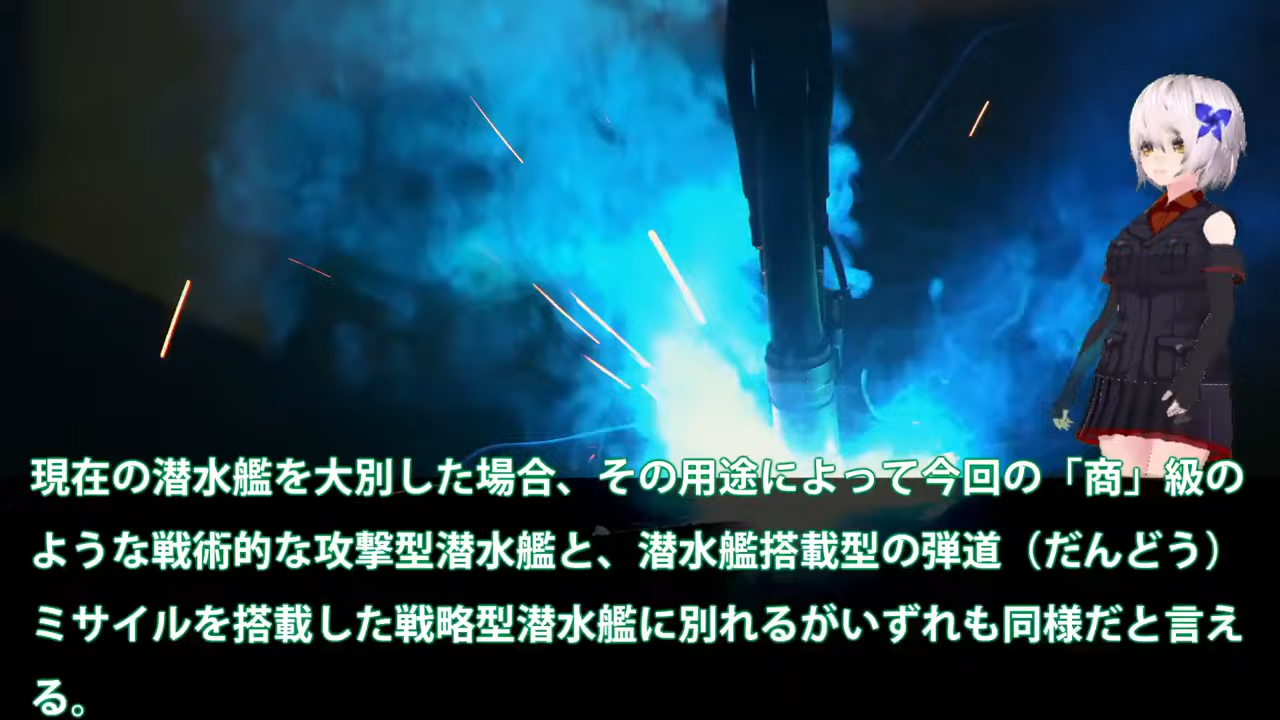 現在の潜水艦を大別した場合、その用途によって今回の「商」級の
ような戦術的な攻撃型潜水艦と、潜水艦搭載型の弾道（だんどう）
ミサイルを搭載した戦略型潜水艦に別れるがいずれも同様だと言え
る。